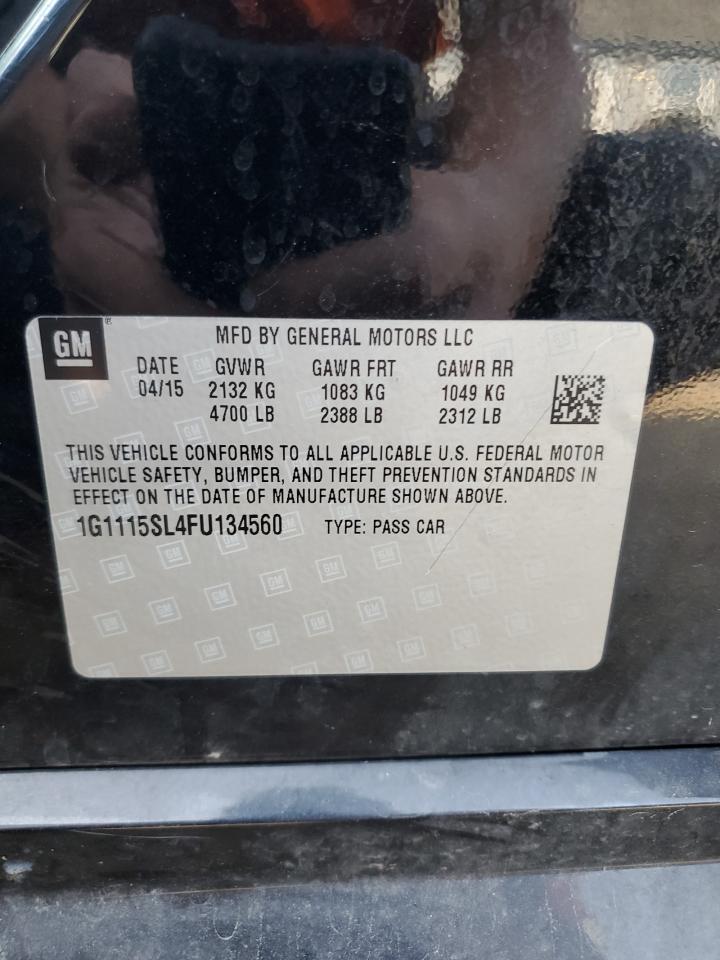 GM® MFD BY GENERAL MOTORS LLC
DATE GVWR GAWR FRT GAWR RR
04/15 2132 KG 1083 KG 1049 KG
4700 LB 2388 LB 2312 LB
THIS VEHICLE CONFORMS TO ALL APPLICABLE U.S. FEDERAL MOTOR
VEHICLE SAFETY, BUMPER, AND THEFT PREVENTION STANDARDS IN
EFFECT ON THE DATE OF MANUFACTURE SHOWN ABOVE.
1G1115SL4FU134560 TYPE: PASS CAR